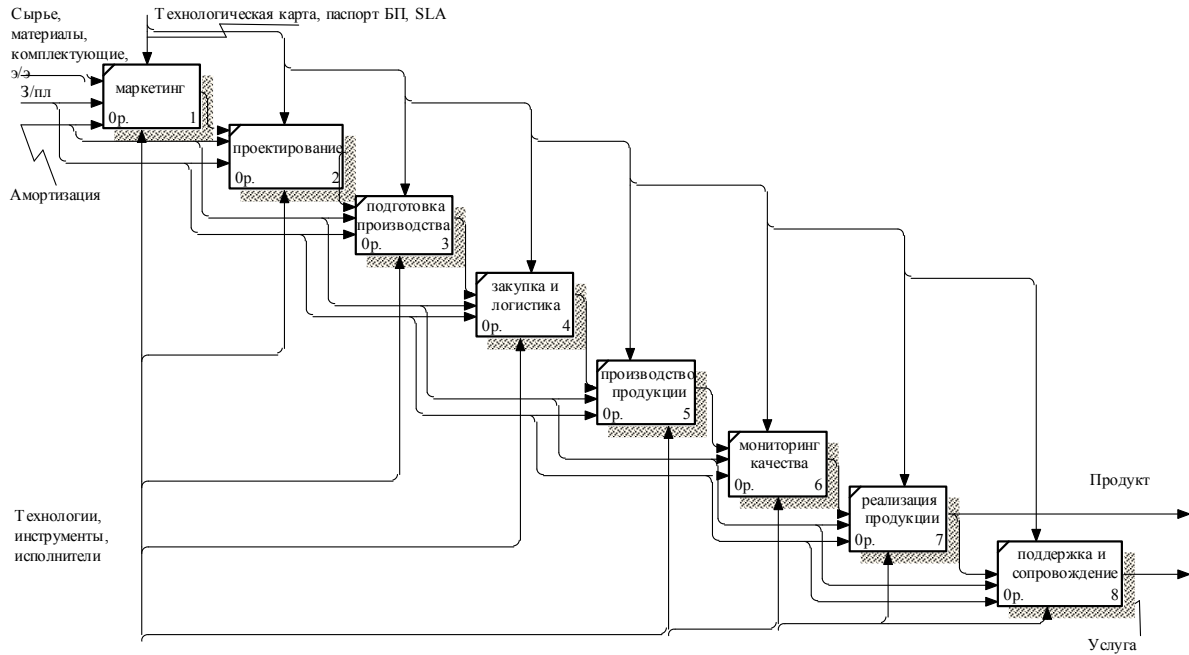 Сырье,
материалы,
комплектующие,
э/э
З/пл
Амортизация
Технологическая карта, паспорт БП, SLA
маркетинг
0р. 1
проектирование
0р. 2
подготовка
производства
0р. 3
закупка и
логистика
0р. 4
производство
продукции
0р. 5
мониторинг
качества
0р. 6
реализация
продукции
0р. 7
поддержка и
сопровождение
0р. 8
Технологии,
инструменты,
исполнители
Продукт
Услуга